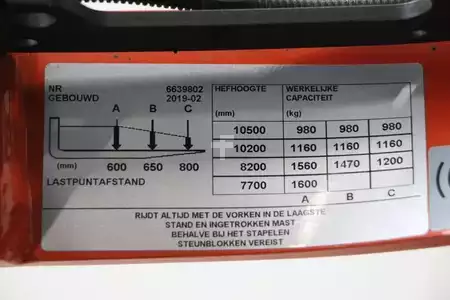 NR 6639802
GEBOUWD 2019-02
A B C
(mm) 600 650 800
LASTPUNTAFSTAND
HEFHOOGTE WERKELIJKE
CAPACITEIT
(mm) (kg)
10500 980 980 980
10200 1160 1160 1160
8200 1560 1470 1200
7700 1600
A B C
RIJDT ALTIJD MET DE VORKEN IN DE LAAGSTE
STAND EN INGETROKKEN MAST
BEHALVE BIJ HET STAPELEN
STEUNBLOKKEN VEREIST